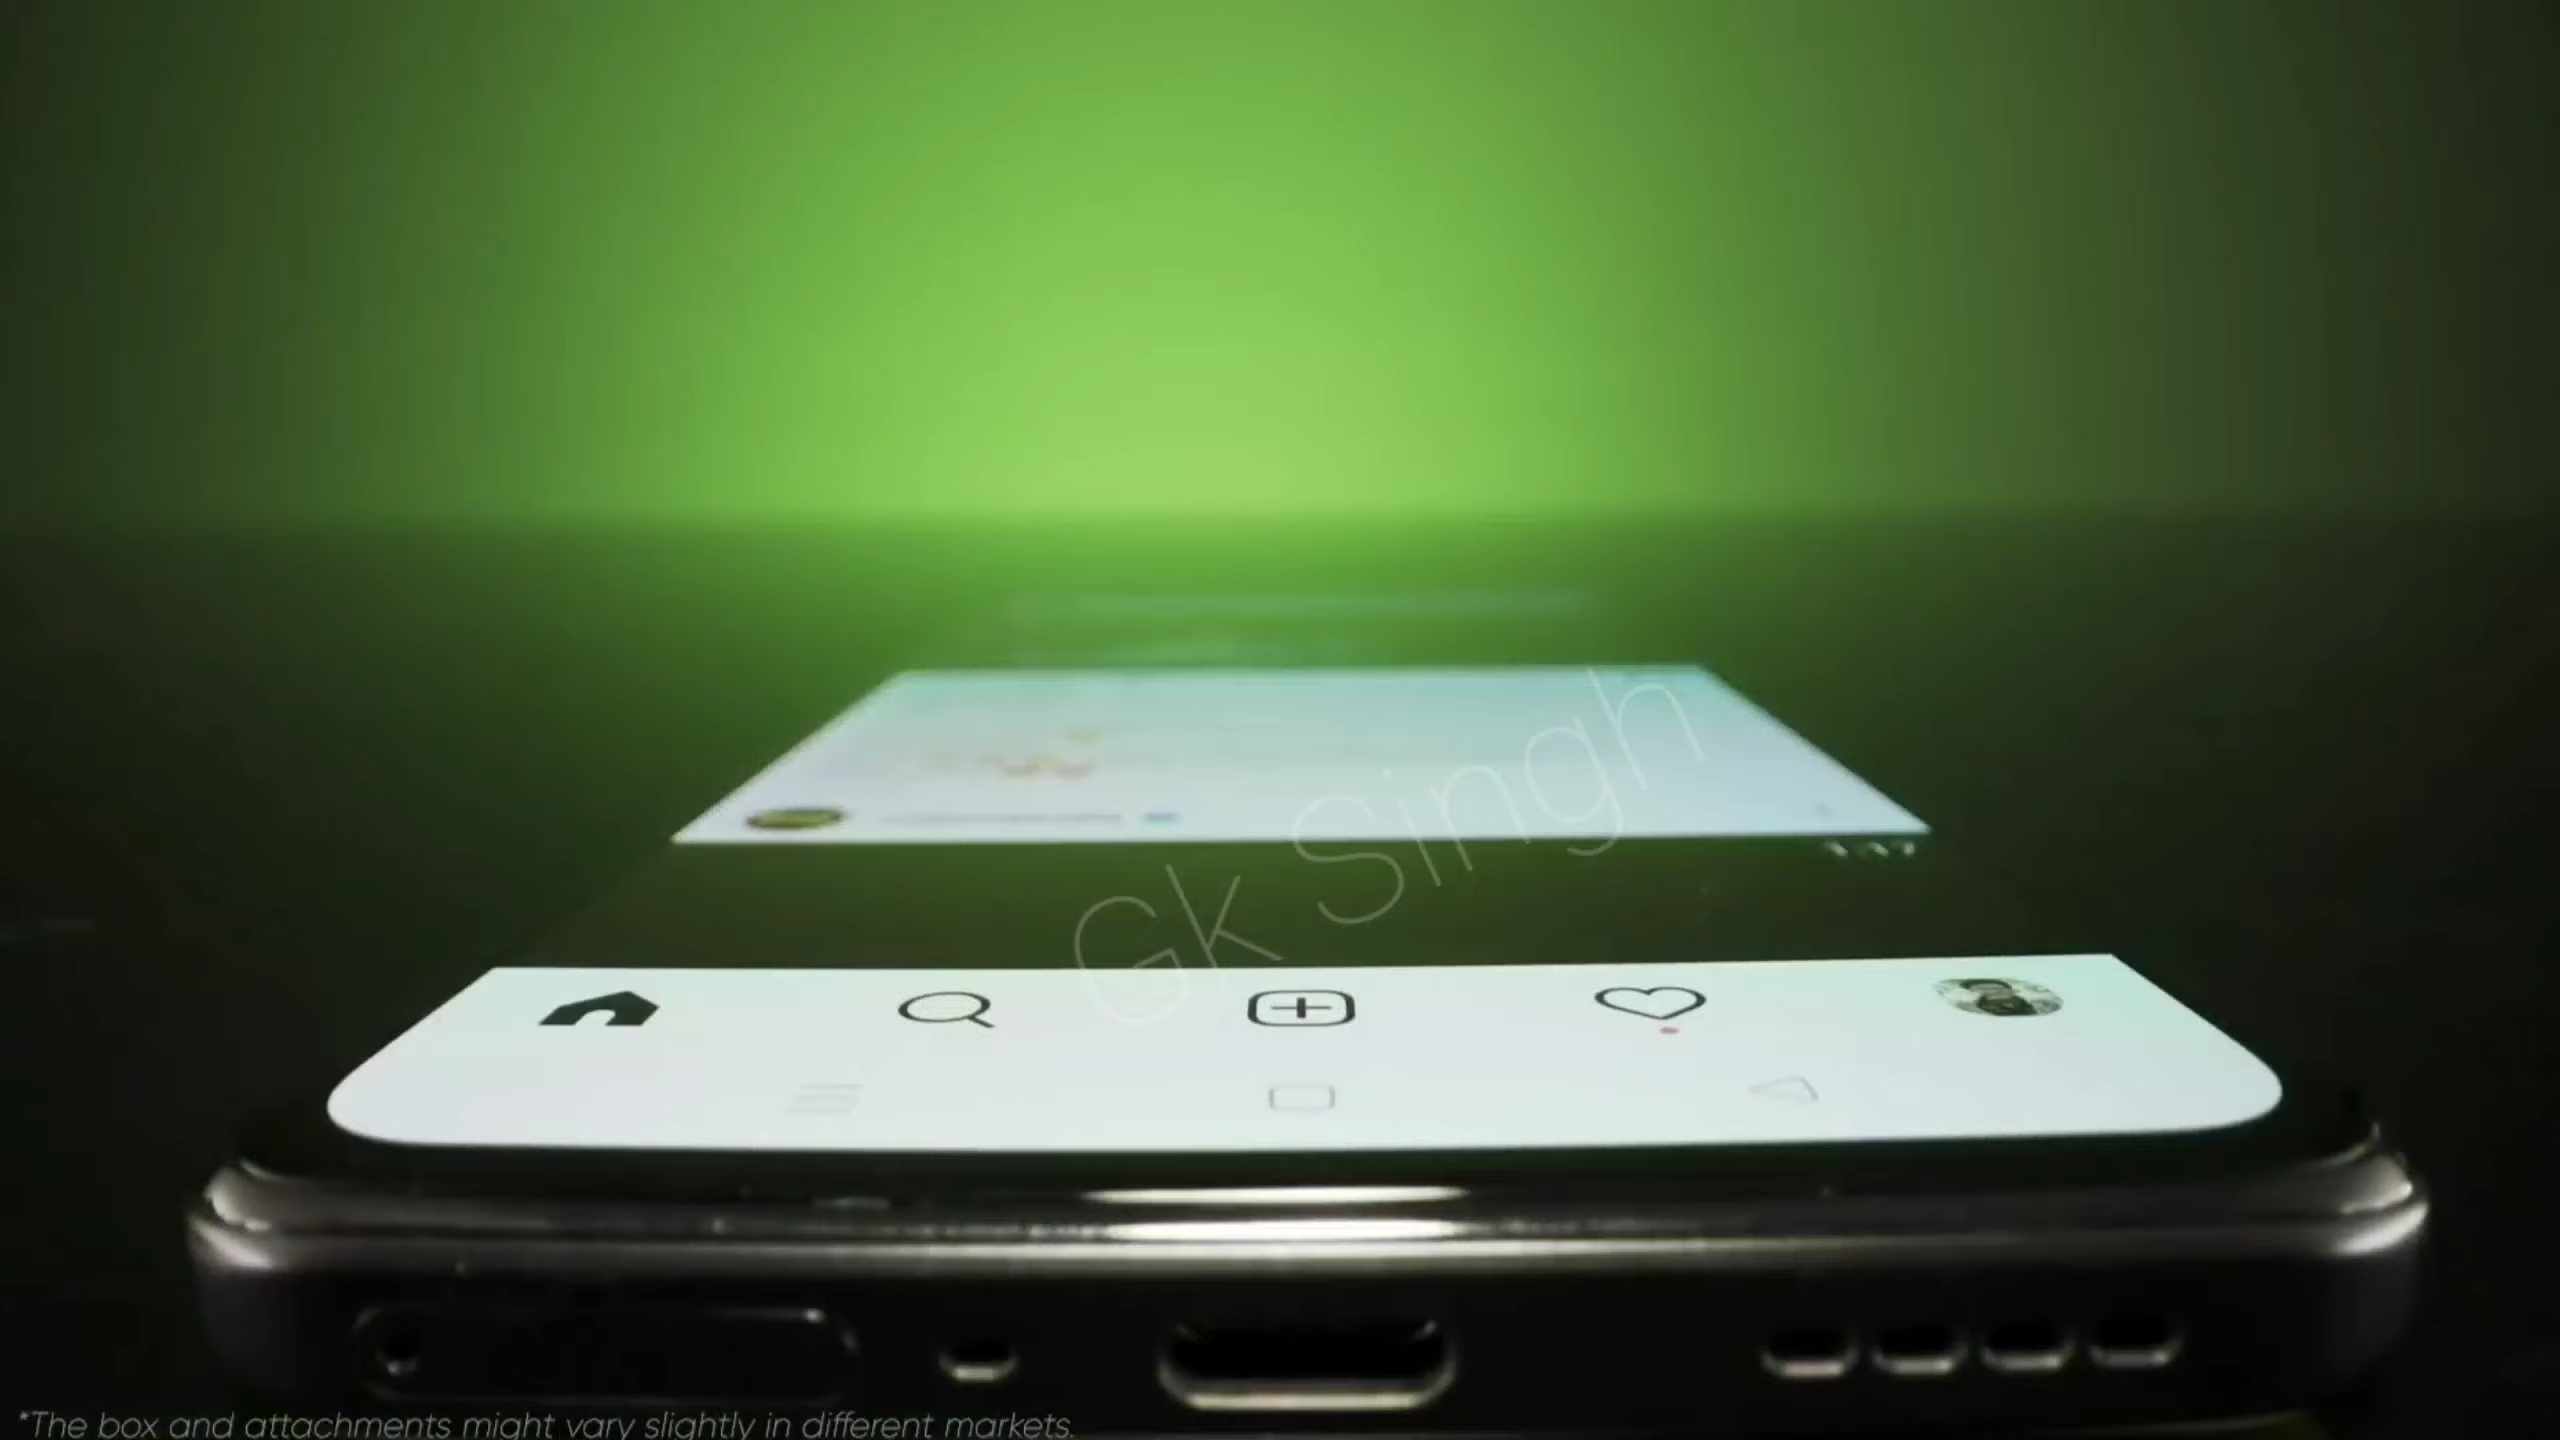 Gk Singh
*The box and attachments might vary slightly in different markets.